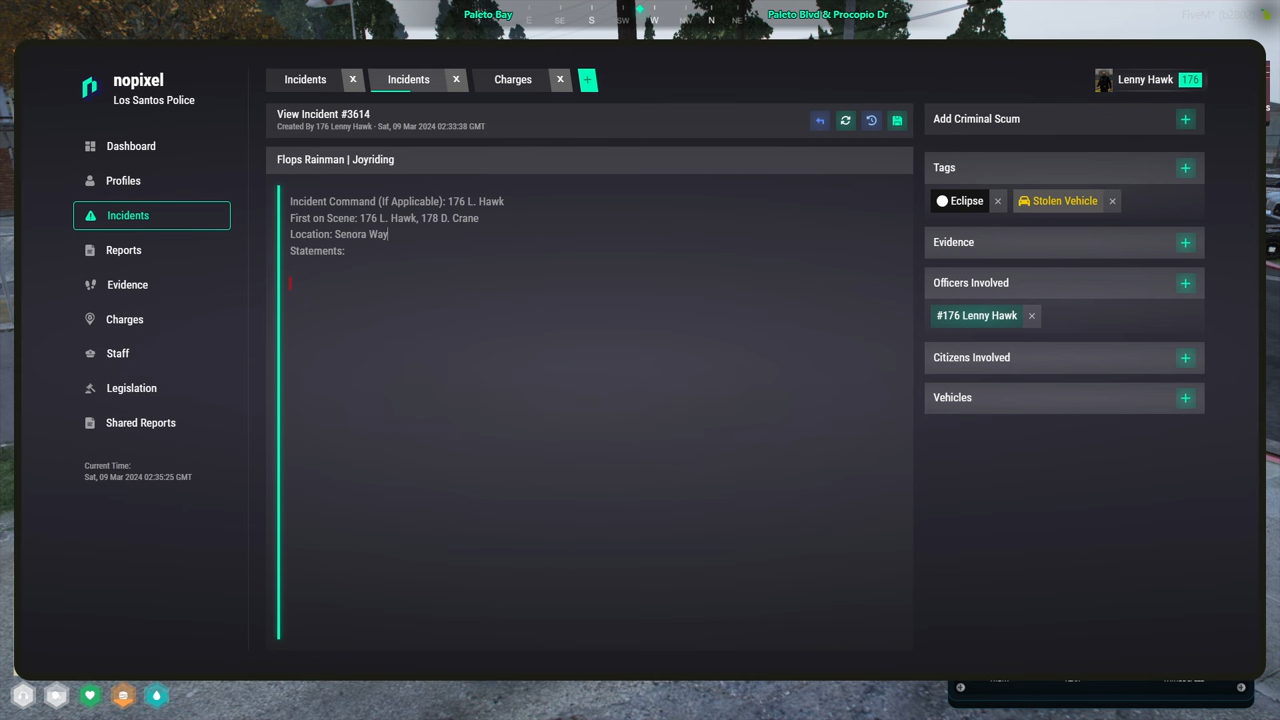 Paleto Bay
E SE S SW W NW N NE
Paleto Blvd & Procopio Dr
nopixel
Los Santos Police
Incidents x
Incidents x
Charges x
+
Lenny Hawk 176
Dashboard
Profiles
Incidents
Reports
Evidence
Charges
Staff
Legislation
Shared Reports
Current Time:
Sat, 09 Mar 2024 02:35:25 GMT
View Incident #3614
Created By 176 Lenny Hawk - Sat, 09 Mar 2024 02:33:38 GMT
Flops Rainman | Joyriding
Incident Command (If Applicable): 176 L. Hawk
First on Scene: 176 L. Hawk, 178 D. Crane
Location: Senora Way
Statements:
Add Criminal Scum +
Tags +
Eclipse ×
Stolen Vehicle ×
Evidence +
Officers Involved +
#176 Lenny Hawk ×
Citizens Involved +
Vehicles +